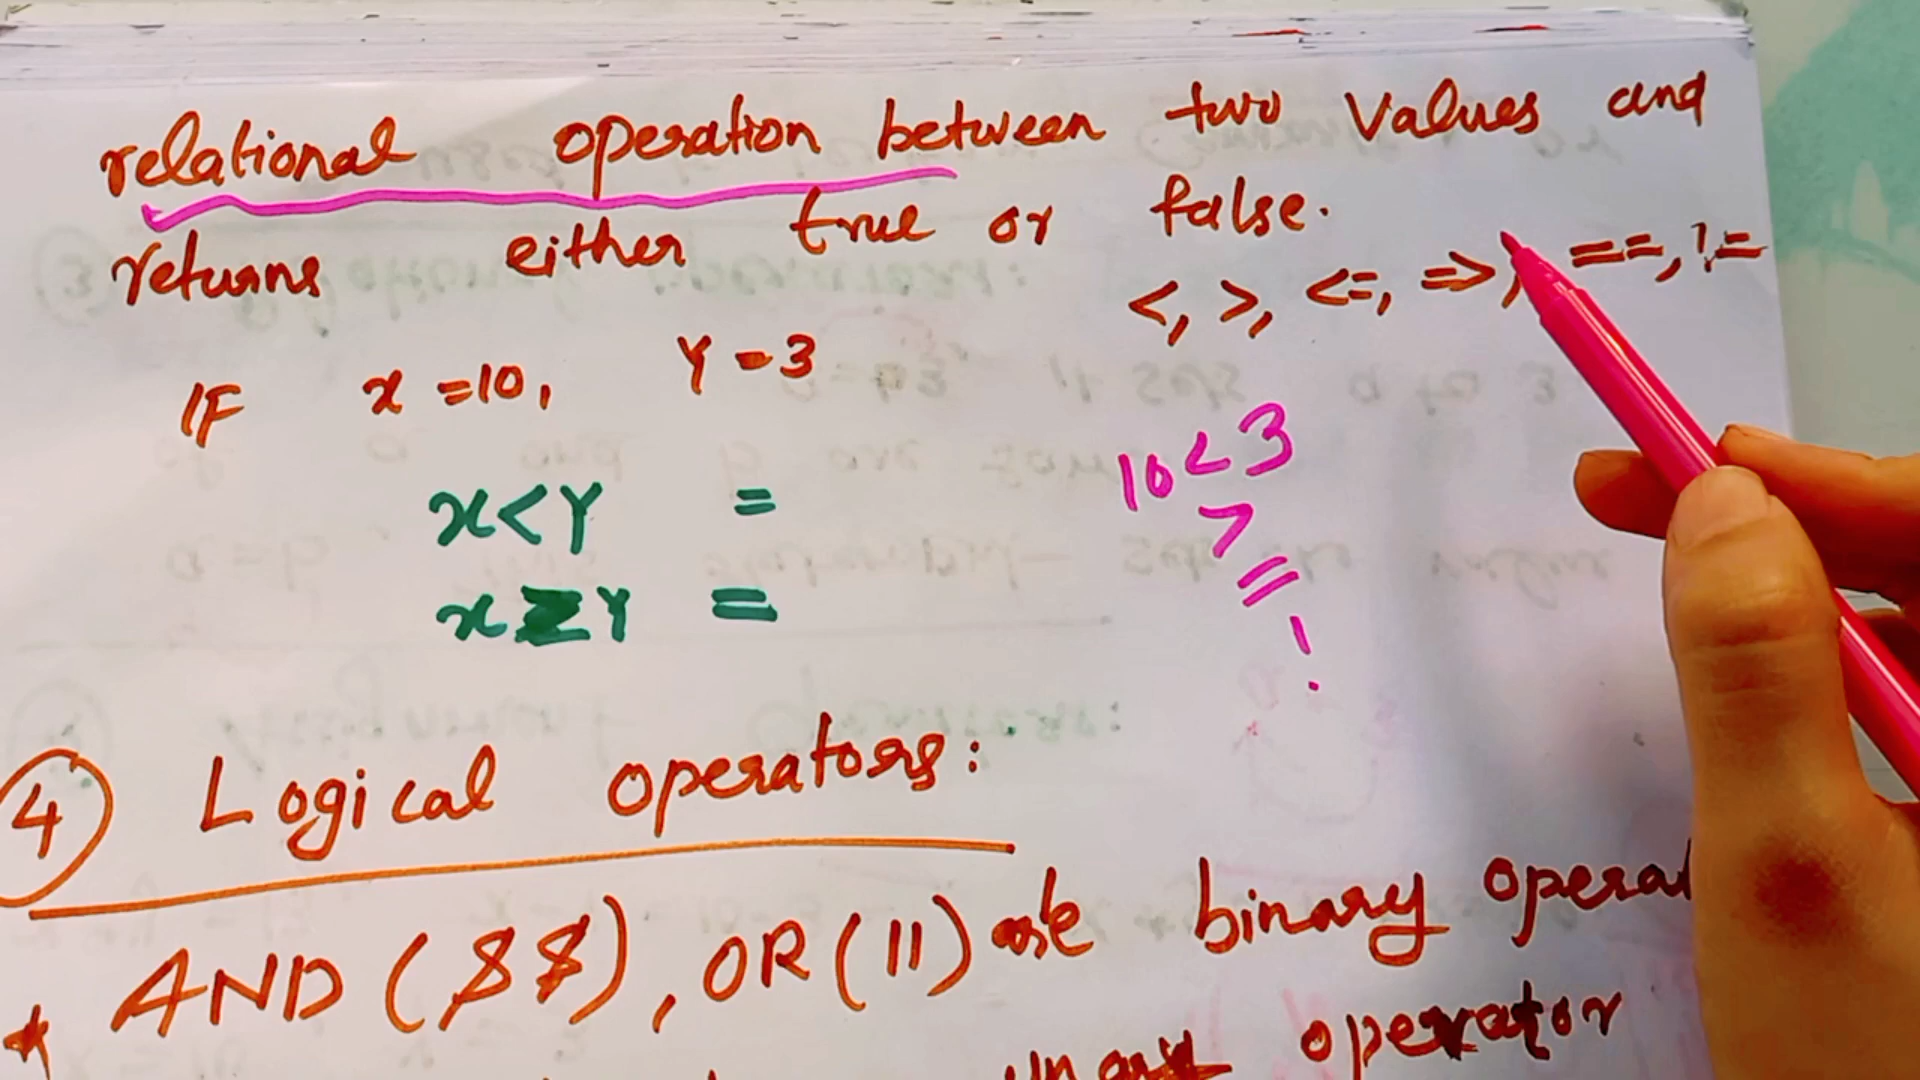 relational operation between two values and
returns either true or false.
<, >, <=, =>, ==, !=
IF x =10, Y = 3
10 < 3
x<Y =
>
=
x≥Y =
!
4 Logical operators:
* AND (&&), OR (||) are binary operat
unary operator